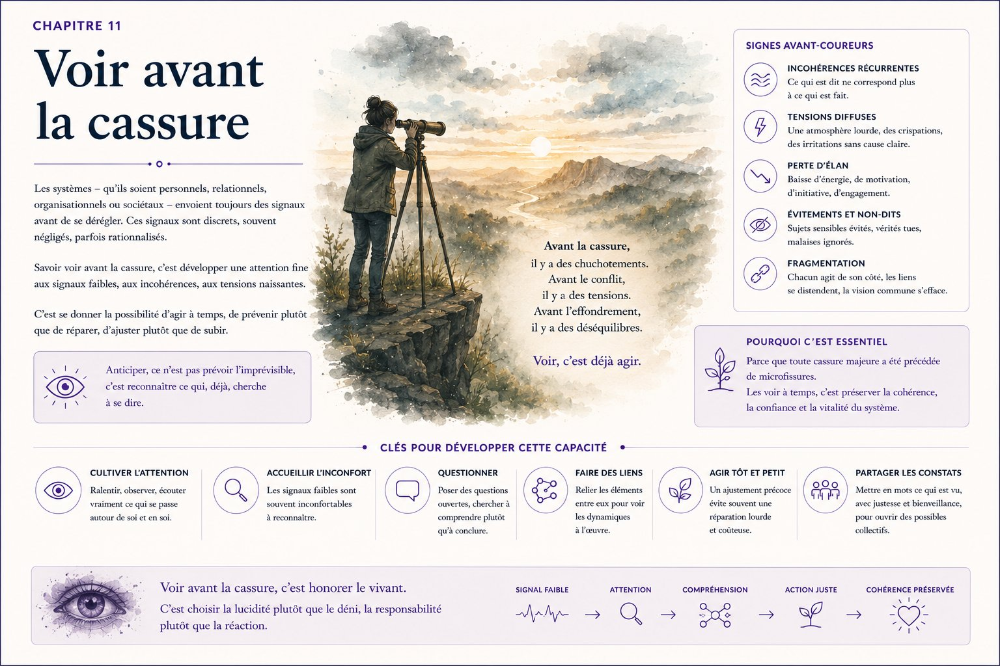 CHAPITRE 11
Voir avant
la cassure
Les systèmes – qu'ils soient personnels, relationnels,
organisationnels ou sociétaux – envoient toujours des signaux
avant de se dérégler. Ces signaux sont discrets, souvent
négligés, parfois rationnalisés.
Savoir voir avant la cassure, c'est développer une attention fine
aux signaux faibles, aux incohérences, aux tensions naissantes.
C'est se donner la possibilité d'agir à temps, de prévenir plutôt
que de réparer, d'ajuster plutôt que de subir.
Anticiper, ce n'est pas prévoir l'imprévisible,
c'est reconnaître ce qui, déjà, cherche
à se dire.
Avant la cassure,
il y a des chuchotements.
Avant le conflit,
il y a des tensions.
Avant l'effondrement,
il y a des déséquilibres.
Voir, c'est déjà agir.
SIGNES AVANT-COUREURS
INCOHÉRENCES RÉCURRENTES
Ce qui est dit ne correspond plus
à ce qui est fait.
TENSIONS DIFFUSES
Une atmosphère lourde, des crispations,
des irritations sans cause claire.
PERTE D'ÉLAN
Baisse d'énergie, de motivation,
d'initiative, d'engagement.
ÉVITEMENTS ET NON-DITS
Sujets sensibles évités, vérités tues,
malaises ignorés.
FRAGMENTATION
Chacun agit de son côté, les liens
se distendent, la vision commune s'efface.
POURQUOI C'EST ESSENTIEL
Parce que toute cassure majeure a été précédée
de microfissures.
Les voir à temps, c'est préserver la cohérence,
la confiance et la vitalité du système.
CLÉS POUR DÉVELOPPER CETTE CAPACITÉ
CULTIVER L'ATTENTION
Ralentir, observer, écouter
vraiment ce qui se passe
autour de soi et en soi.
ACCUEILLIR L'INCONFORT
Les signaux faibles sont
souvent inconfortables
à reconnaître.
QUESTIONNER
Poser des questions
ouvertes, chercher à
comprendre plutôt
qu'à conclure.
FAIRE DES LIENS
Relier les éléments
entre eux pour voir
les dynamiques
à l'œuvre.
AGIR TÔT ET PETIT
Un ajustement précoce
évite souvent une
réparation lourde
et coûteuse.
PARTAGER LES CONSTATS
Mettre en mots ce qui est vu,
avec justesse et bienveillance,
pour ouvrir des possibles
collectifs.
Voir avant la cassure, c'est honorer le vivant.
C'est choisir la lucidité plutôt que le déni, la responsabilité
plutôt que la réaction.
SIGNAL FAIBLE
ATTENTION
COMPRÉHENSION
ACTION JUSTE
COHÉRENCE PRÉSERVÉE